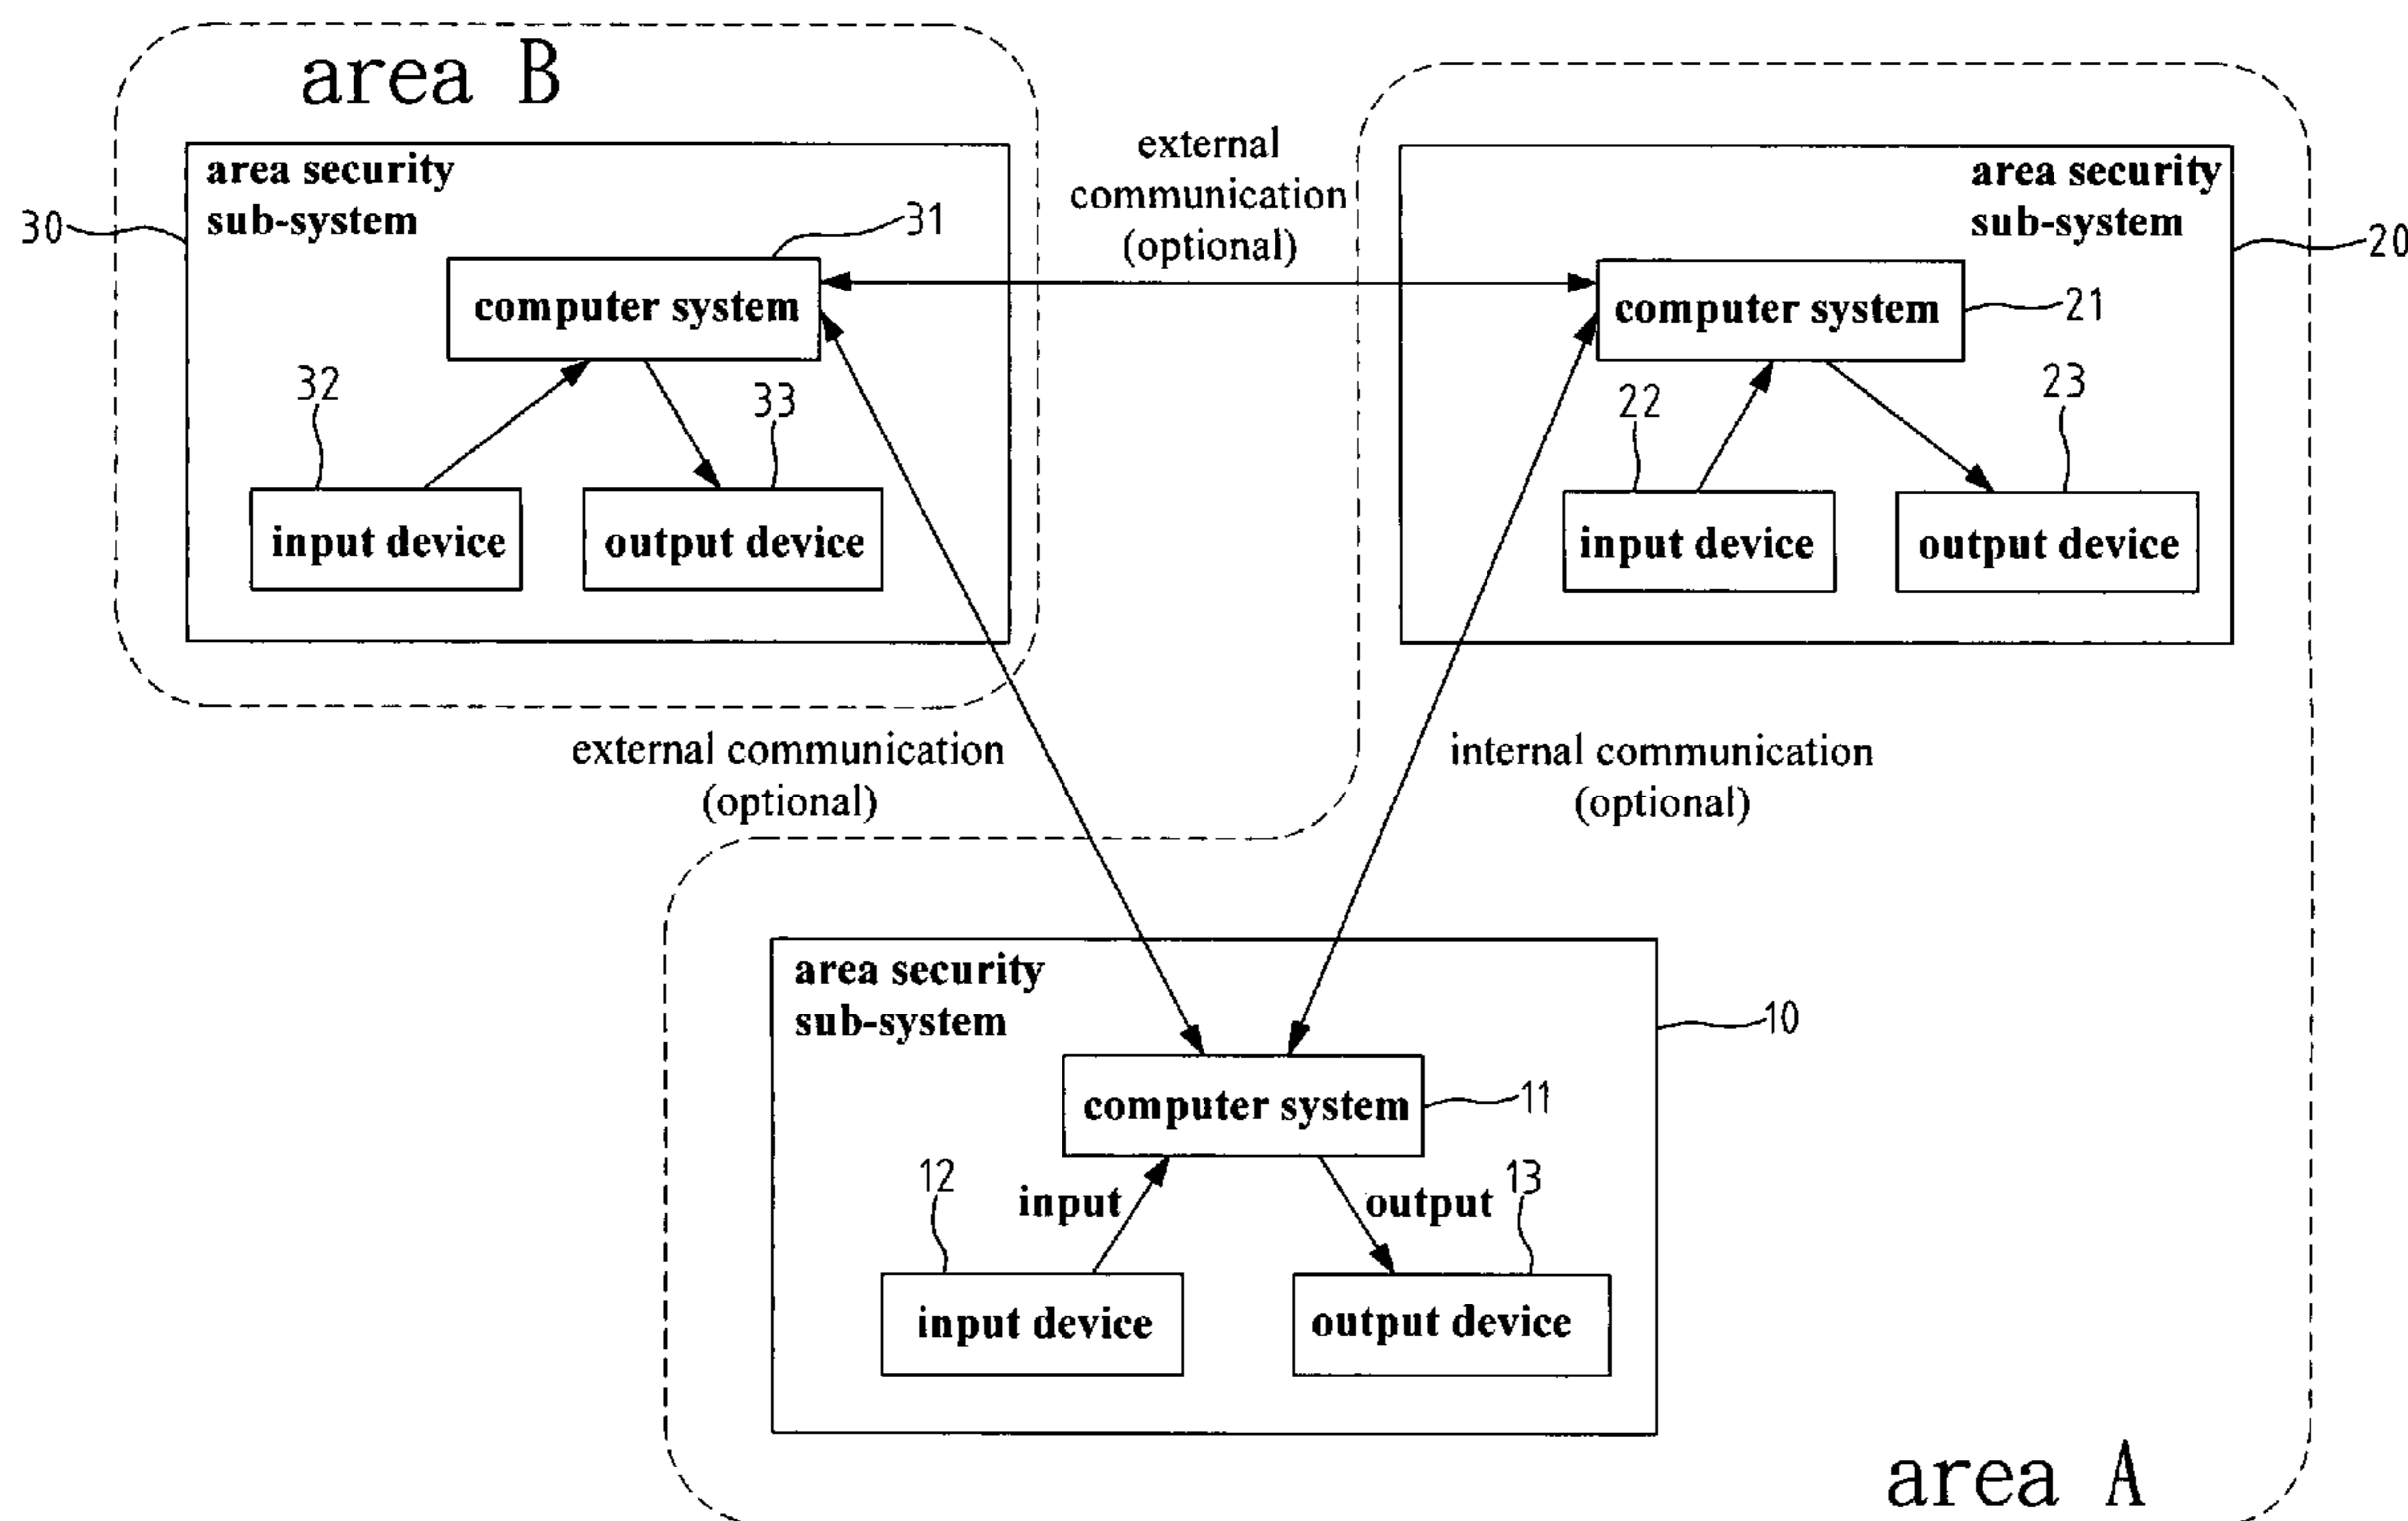 area B
area security
sub-system
30
31
computer system
32
33
input device
output device
external
communication
(optional)
area security
sub-system
20
computer system
21
22
23
input device
output device
external communication
(optional)
internal communication
(optional)
area security
sub-system
10
computer system
11
12
input
output
13
input device
output device
area A